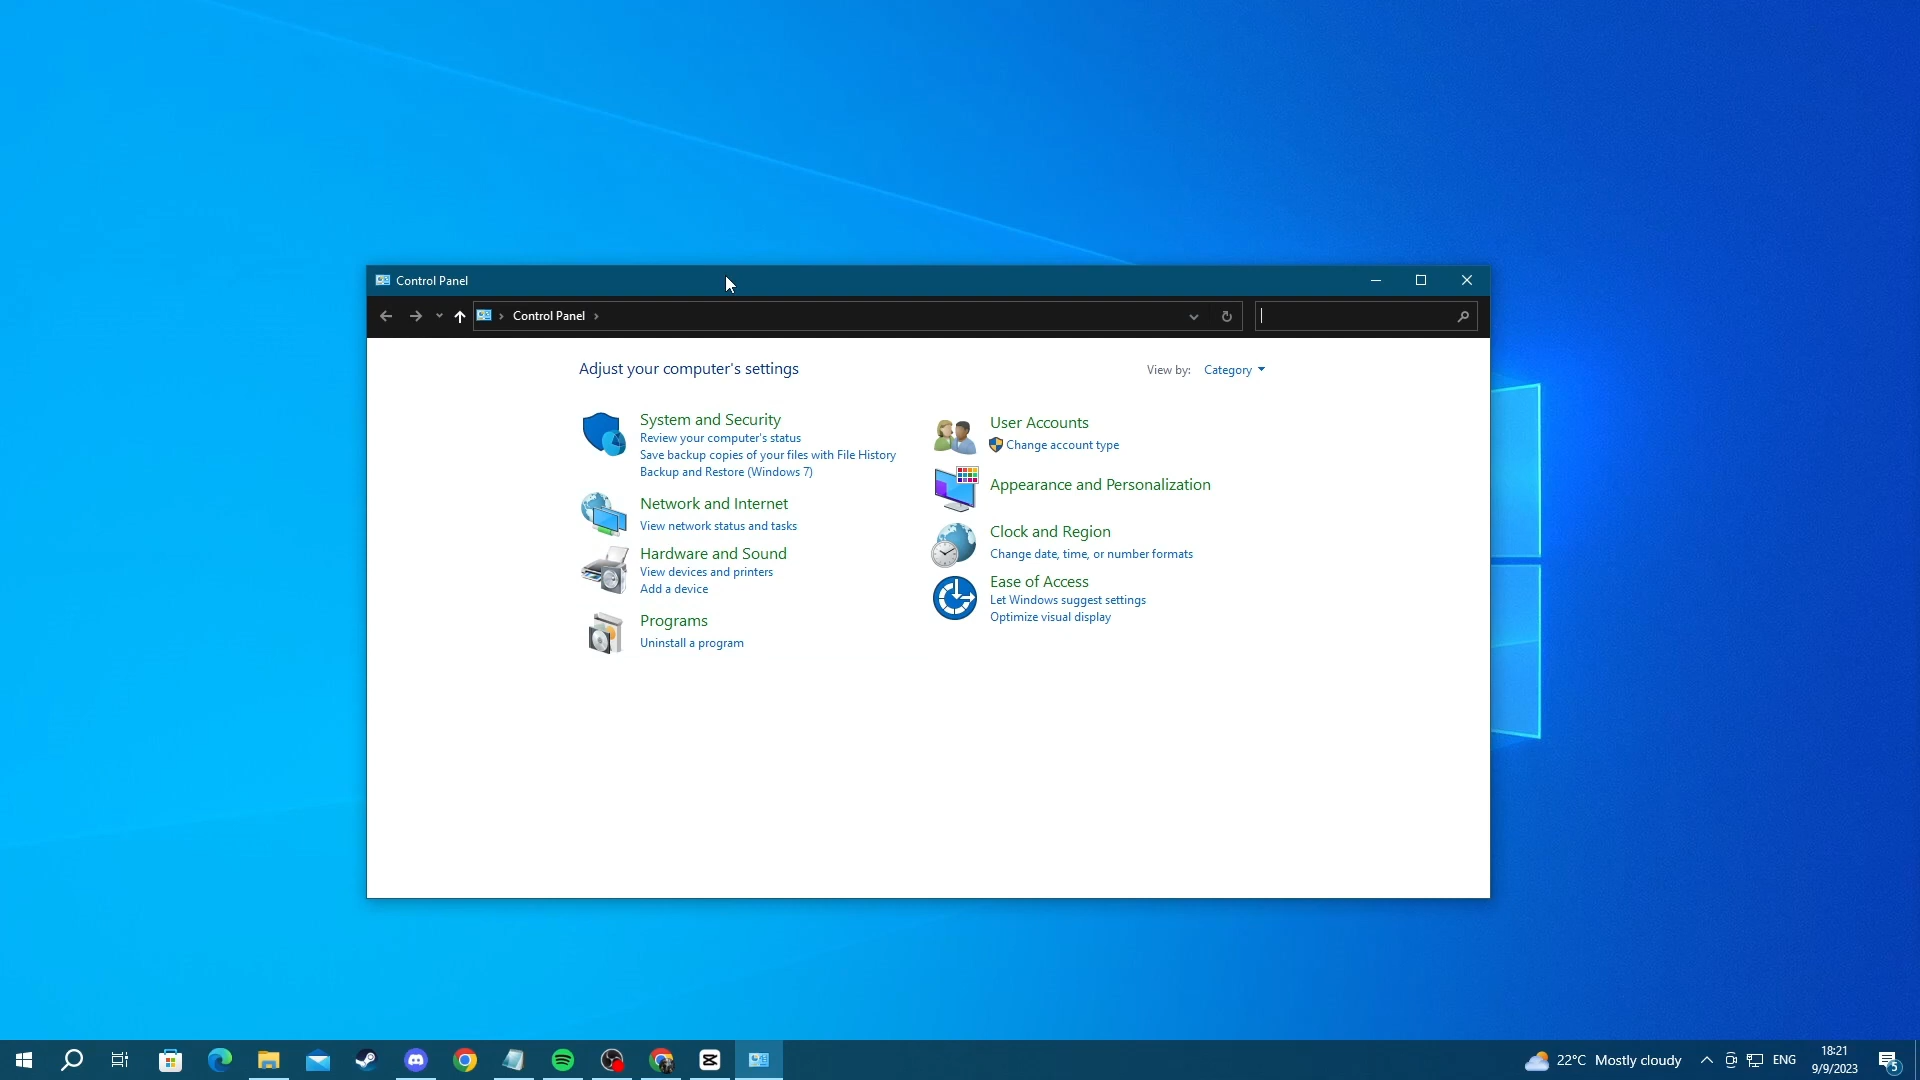 Control Panel
Control Panel
Adjust your computer's settings
View by: Category
System and Security
Review your computer's status
Save backup copies of your files with File History
Backup and Restore (Windows 7)
Network and Internet
View network status and tasks
Hardware and Sound
View devices and printers
Add a device
Programs
Uninstall a program
User Accounts
Change account type
Appearance and Personalization
Clock and Region
Change date, time, or number formats
Ease of Access
Let Windows suggest settings
Optimize visual display
22°C Mostly cloudy
ENG
18:21
9/9/2023
5